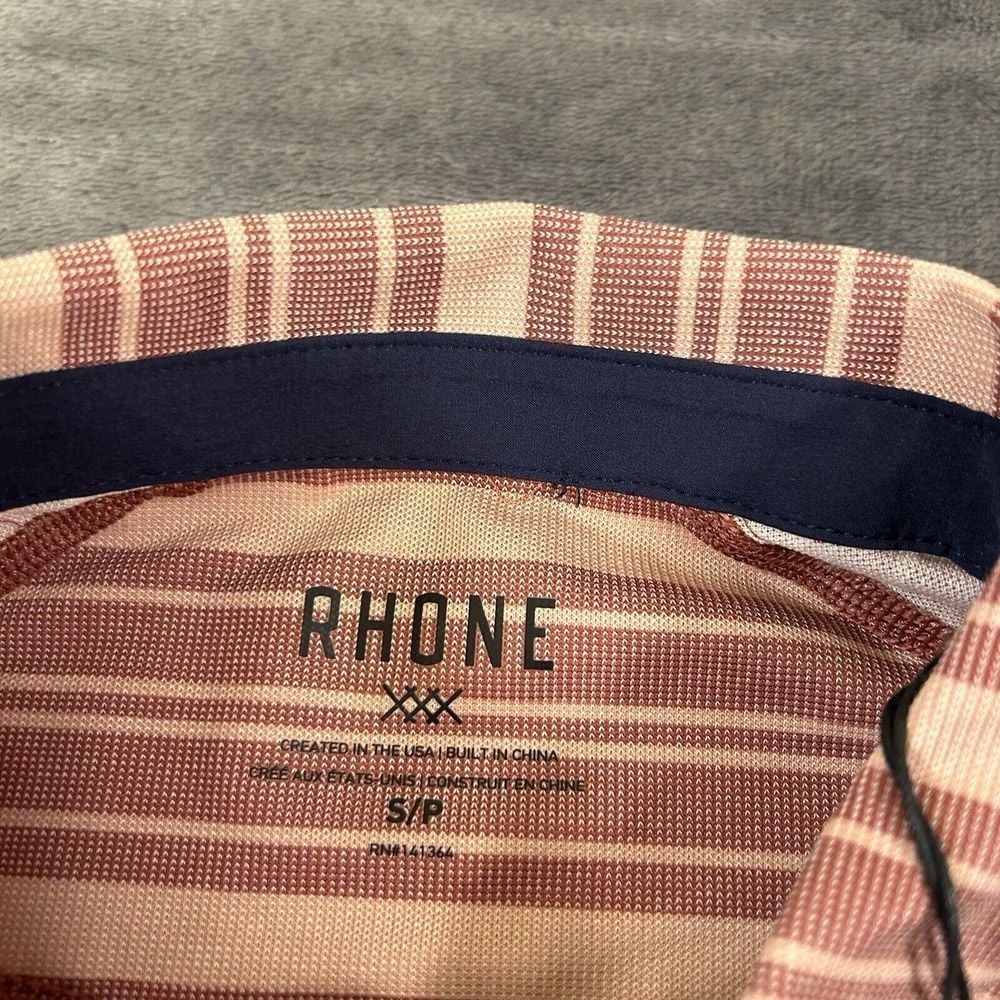 RHONE
CREATED IN THE USA | BUILT IN CHINA
CRÉÉ AUX ÉTATS-UNIS | CONSTRUIT EN CHINE
S/P
RN#141364